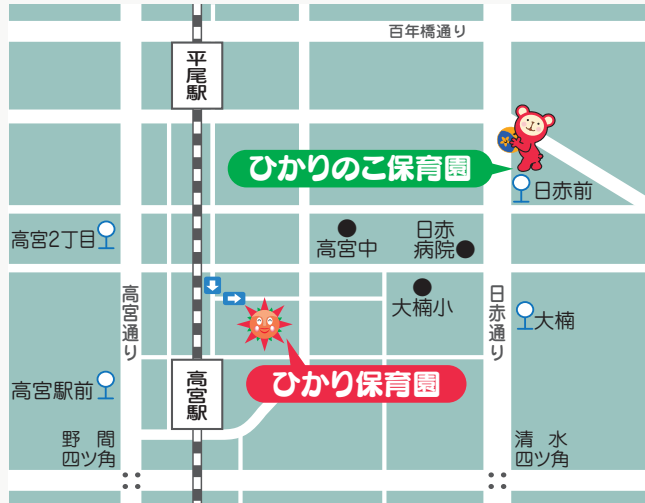 百年橋通り
平尾駅
ひかりのこ保育園
日赤前
高宮2丁目
高宮中
日赤
病院
高宮通り
大楠小
日赤通り
大楠
ひかり保育園
高宮駅前
高宮駅
野間
四ツ角
清水
四ツ角